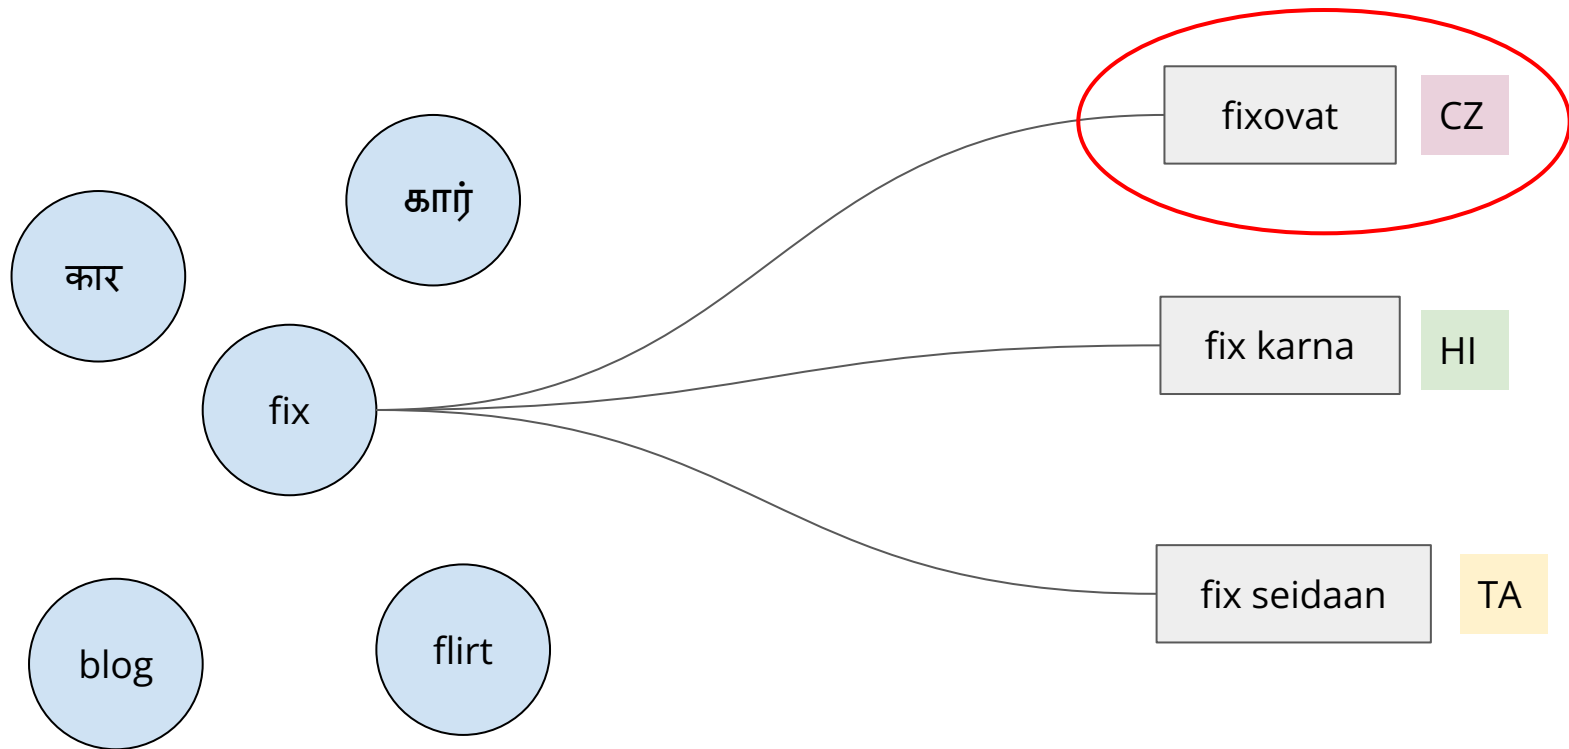 fixovat
CZ
கார்
कार
fix karna
HI
fix
fix seidaan
TA
flirt
blog